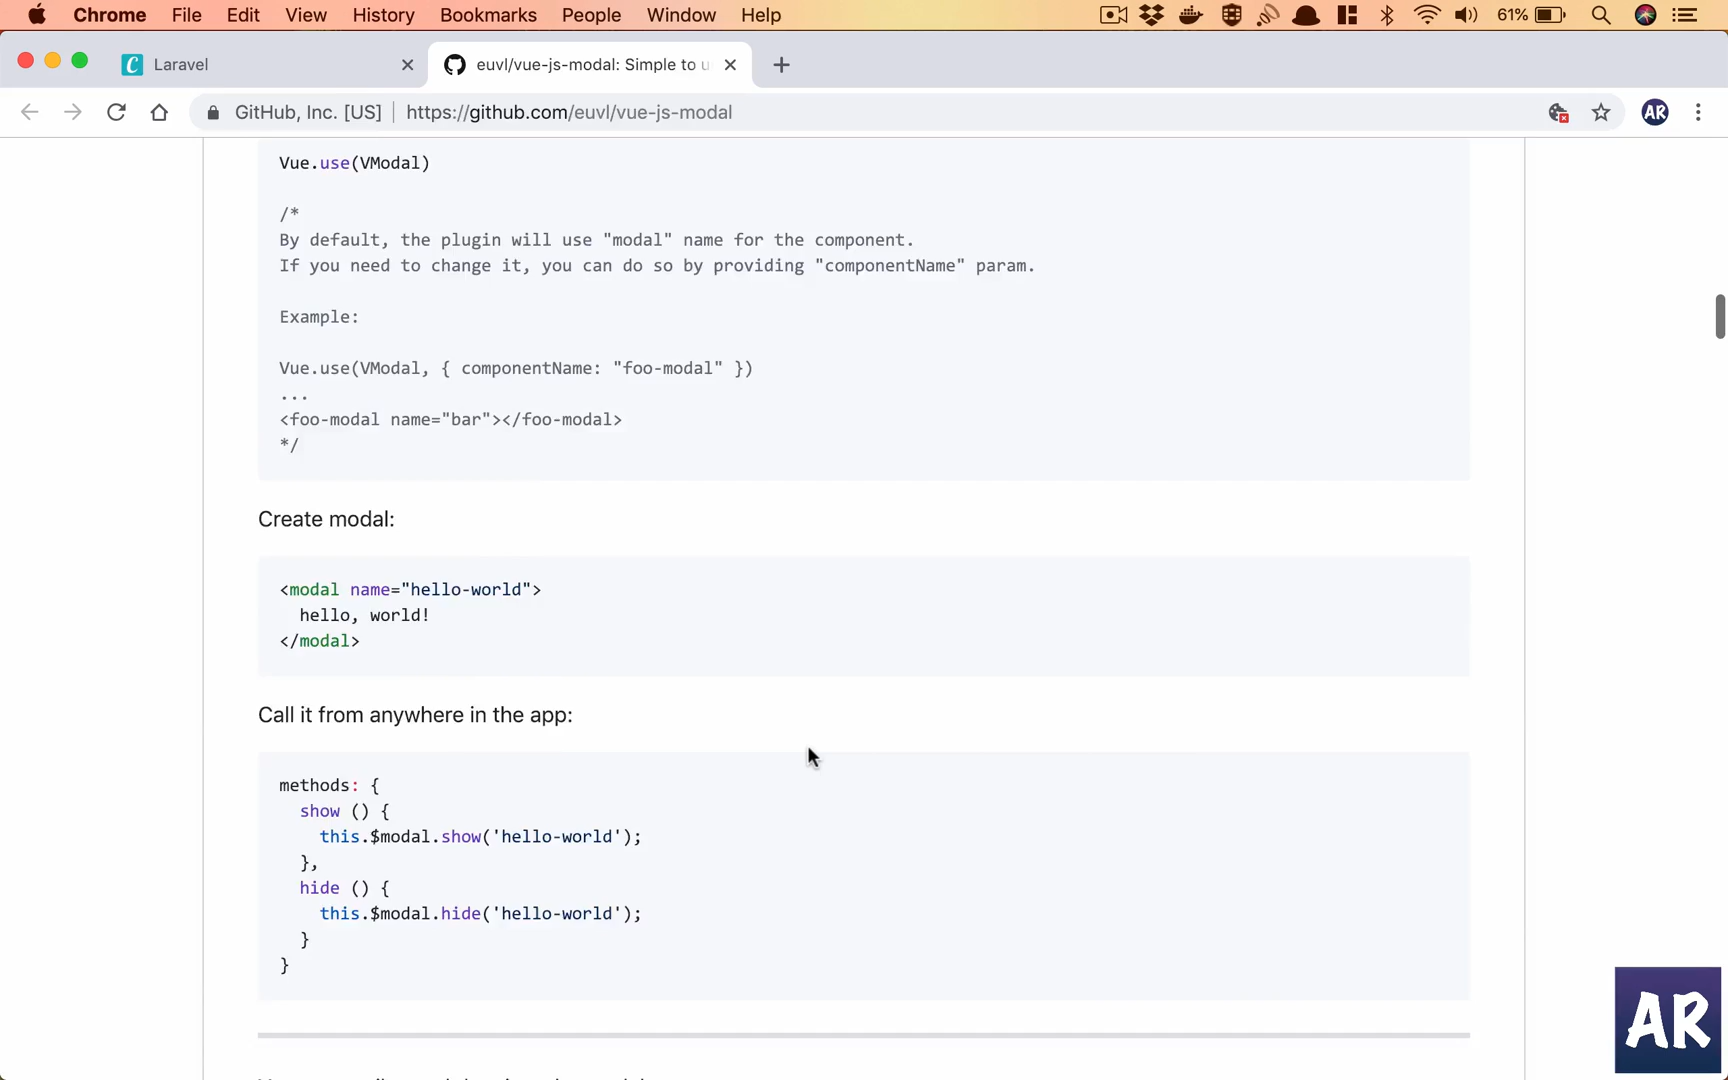 Chrome File Edit View History Bookmarks People Window Help 61%
Laravel
euvl/vue-js-modal: Simple to u
GitHub, Inc. [US] https://github.com/euvl/vue-js-modal AR
Vue.use(VModal)
/*
By default, the plugin will use "modal" name for the component.
If you need to change it, you can do so by providing "componentName" param.
Example:
Vue.use(VModal, { componentName: "foo-modal" })
...
<foo-modal name="bar"></foo-modal>
*/
Create modal:
<modal name="hello-world">
hello, world!
</modal>
Call it from anywhere in the app:
methods: {
show () {
this.$modal.show('hello-world');
},
hide () {
this.$modal.hide('hello-world');
}
}
AR